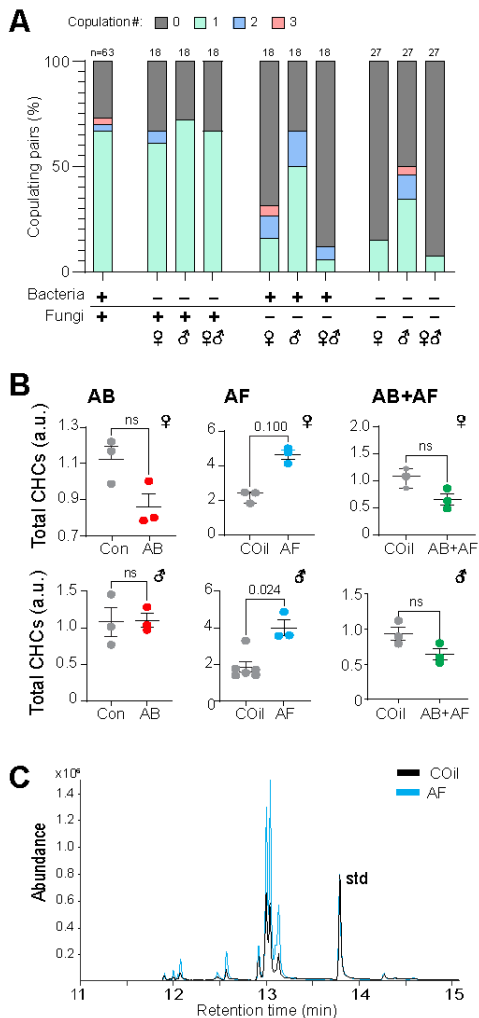 A
Copulation#: 0 1 2 3
n=63 18 18 18 18 18 18 27 27 27
Copulating pairs (%)
100
50
0
Bacteria + − − − + + + − − −
Fungi + + + + − − − − − −
♀ ♂ ♀♂ ♀ ♂ ♀♂ ♀ ♂ ♀♂
B
AB AF AB+AF
Total CHCs (a.u.)
1.3
1.1
0.9
0.7
ns
♀
Con AB
6
4
2
0
0.100
♀
COil AF
2.0
1.5
1.0
0.5
0
ns
♀
COil AB+AF
Total CHCs (a.u.)
1.5
1.0
0.5
0
ns
♂
Con AB
6
4
2
0
0.024
♂
COil AF
1.5
1.0
0.5
0
ns
♂
COil AB+AF
C
x10⁶
COil
AF
Abundance
1.4
1.2
1.0
0.8
0.6
0.4
0.2
std
11 12 13 14 15
Retention time (min)